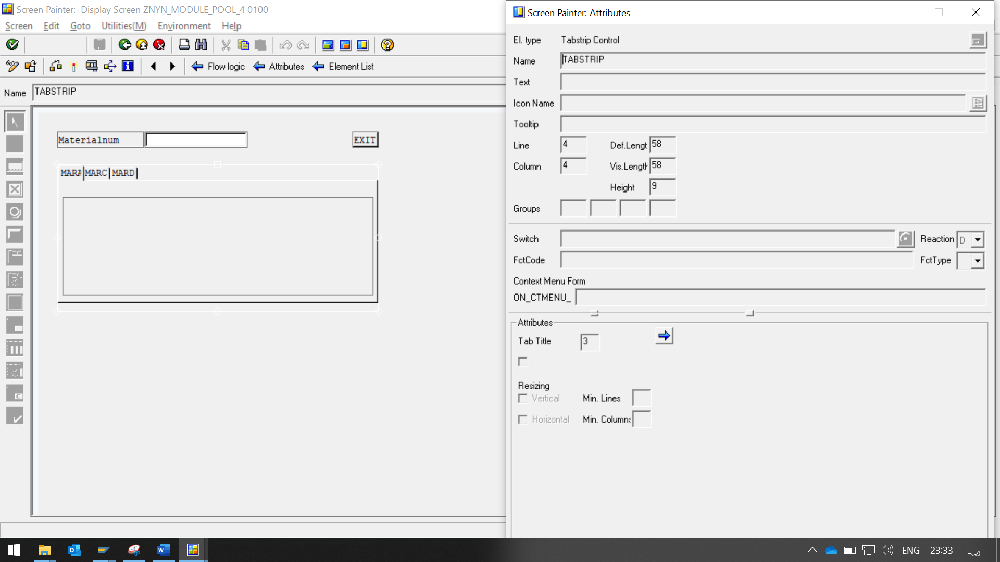 Screen Painter:  Display Screen ZNYN_MODULE_POOL_4 0100
Screen Edit Goto Utilities(M) Environment Help
Flow logic Attributes Element List
Name TABSTRIP
Materialnum EXIT
MARA MARC MARD
Screen Painter: Attributes
El. type Tabstrip Control
Name TABSTRIP
Text
Icon Name
Tooltip
Line 4 Def.Lengt 58
Column 4 Vis.Length 58
Height 9
Groups
Switch Reaction D
FctCode FctType
Context Menu Form
ON_CTMENU_
Attributes
Tab Title 3
Resizing
Vertical Min. Lines
Horizontal Min. Columns
ENG 23:33